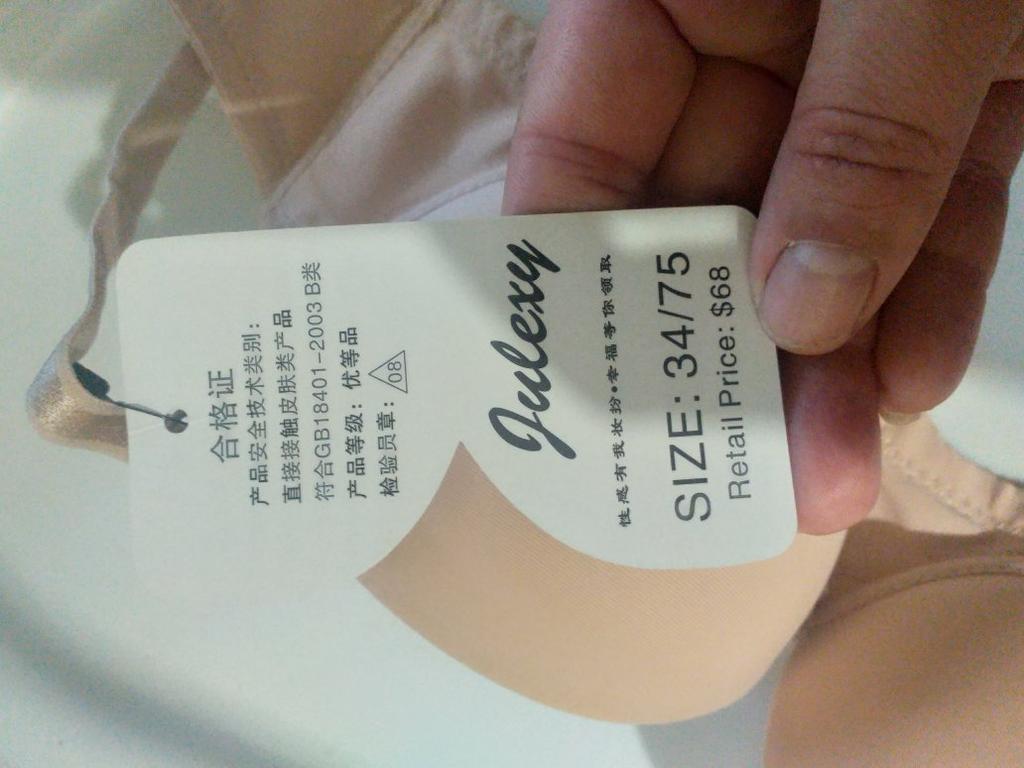 合格证
产品安全技术类别：
直接接触皮肤类产品
符合GB18401-2003 B类
产品等级：优等品
检验员章： 08
Julexy
性感有我妆扮•幸福等你领取
SIZE: 34/75
Retail Price: $68